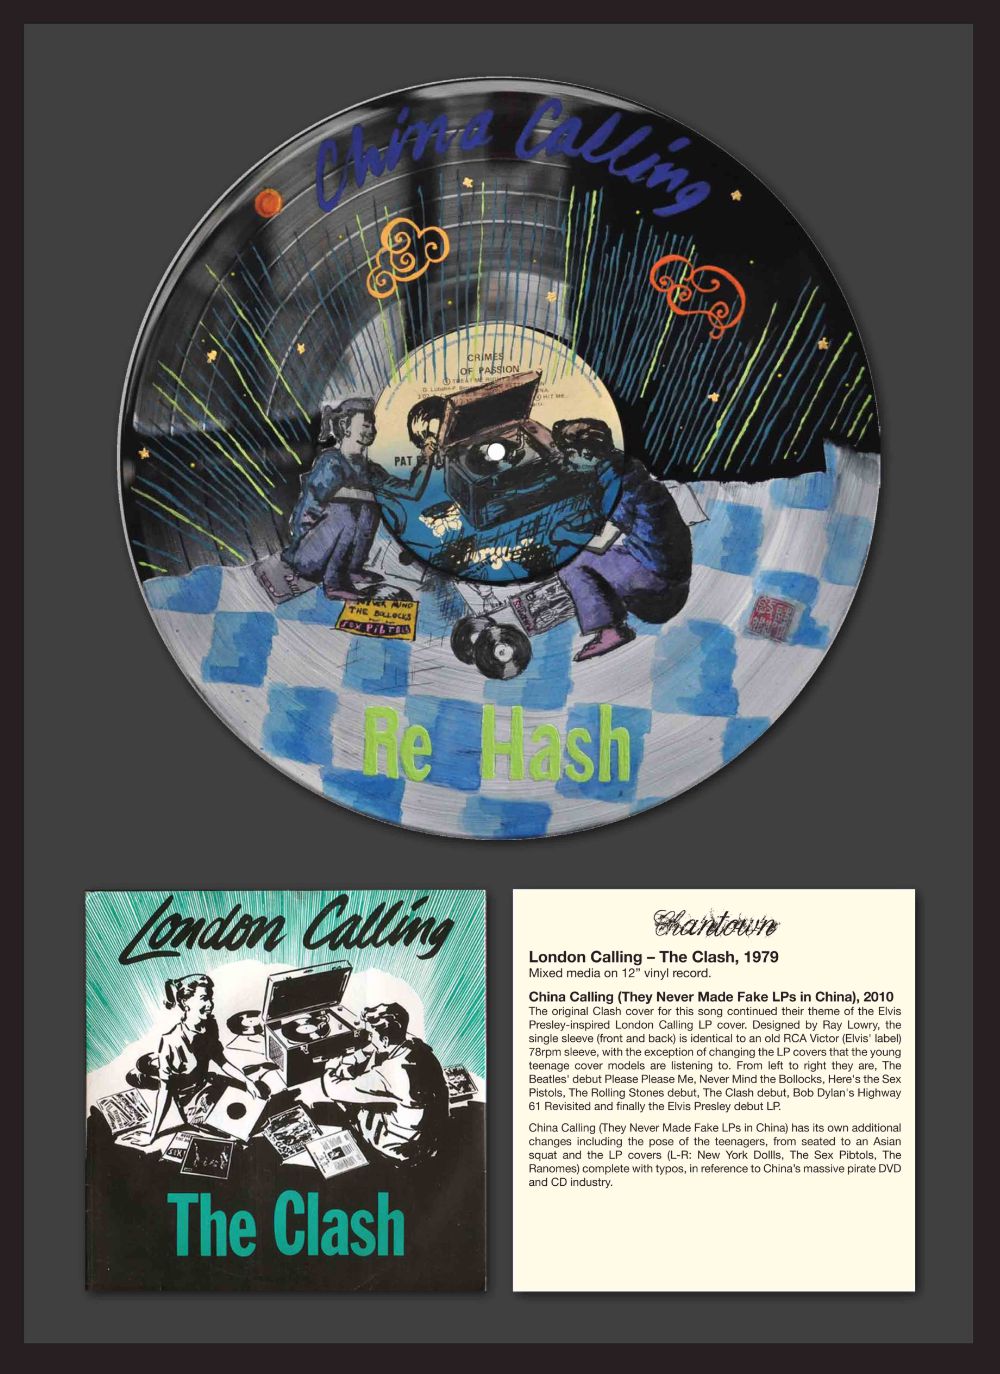 China Calling
CRIMES
OF PASSION
PAT
NEVER MIND
THE BOLLOCKS
SEX PIBTOLS
Re Hash
London Calling
The Clash
Chantown
London Calling – The Clash, 1979
Mixed media on 12” vinyl record.
China Calling (They Never Made Fake LPs in China), 2010
The original Clash cover for this song continued their theme of the Elvis
Presley-inspired London Calling LP cover. Designed by Ray Lowry, the
single sleeve (front and back) is identical to an old RCA Victor (Elvis' label)
78rpm sleeve, with the exception of changing the LP covers that the young
teenage cover models are listening to. From left to right they are, The
Beatles' debut Please Please Me, Never Mind the Bollocks, Here's the Sex
Pistols, The Rolling Stones debut, The Clash debut, Bob Dylan's Highway
61 Revisited and finally the Elvis Presley debut LP.
China Calling (They Never Made Fake LPs in China) has its own additional
changes including the pose of the teenagers, from seated to an Asian
squat and the LP covers (L-R: New York Dollls, The Sex Pibtols, The
Ranomes) complete with typos, in reference to China's massive pirate DVD
and CD industry.